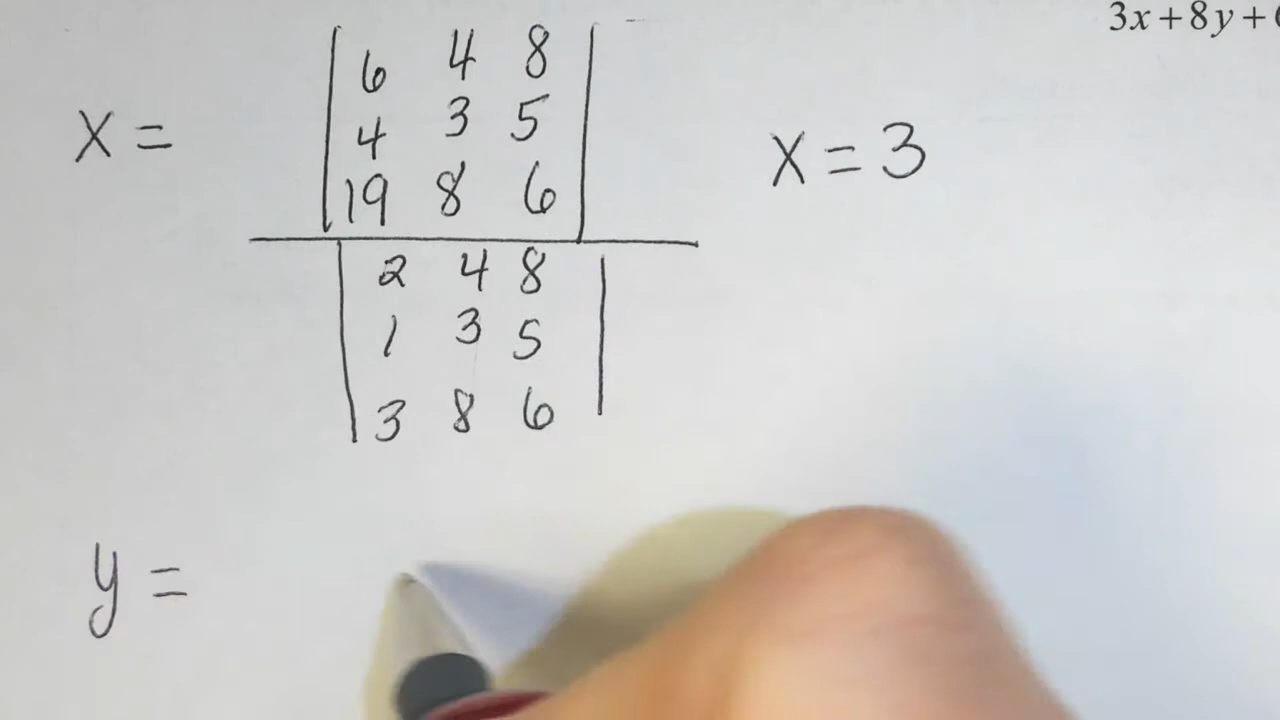 3x+8y+
X = | 6 4 8 | X = 3
| 4 3 5 |
| 19 8 6 |
| 2 4 8 |
| 1 3 5 |
| 3 8 6 |
y =